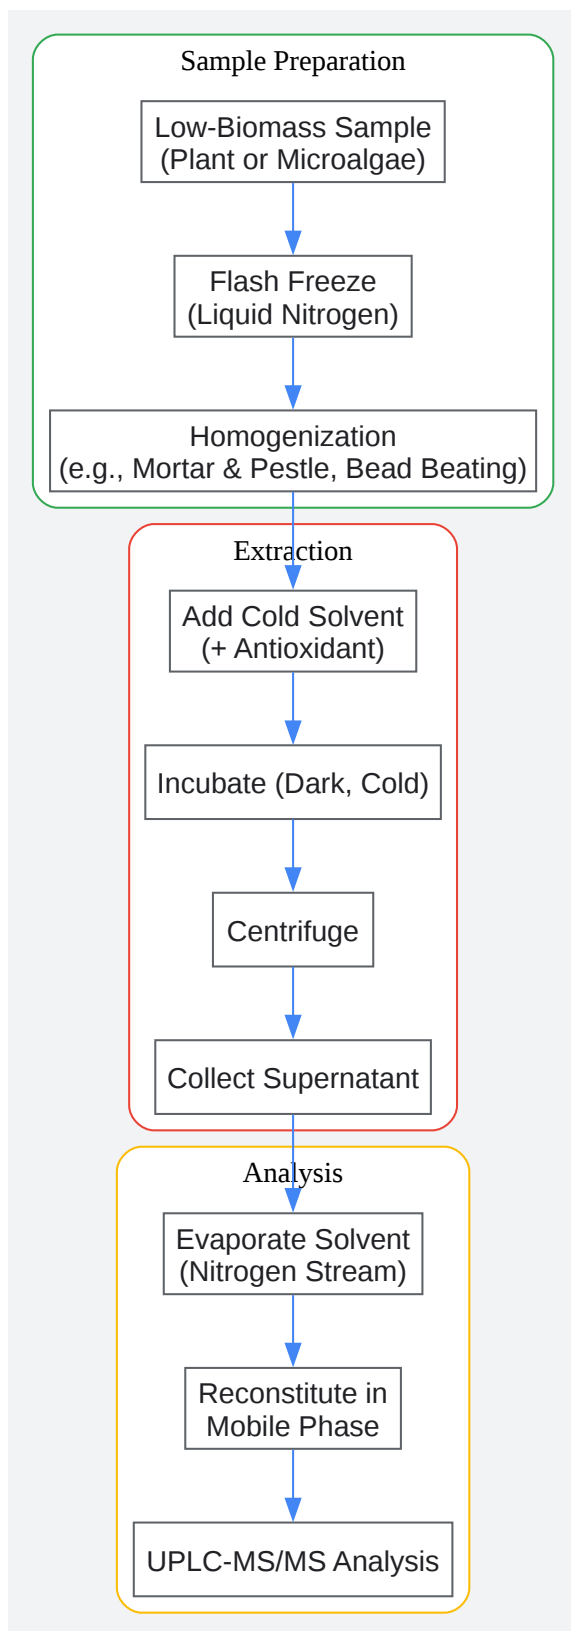 Sample Preparation
Low-Biomass Sample
(Plant or Microalgae)
Flash Freeze
(Liquid Nitrogen)
Homogenization
(e.g., Mortar & Pestle, Bead Beating)
Extraction
Add Cold Solvent
(+ Antioxidant)
Incubate (Dark, Cold)
Centrifuge
Collect Supernatant
Analysis
Evaporate Solvent
(Nitrogen Stream)
Reconstitute in
Mobile Phase
UPLC-MS/MS Analysis